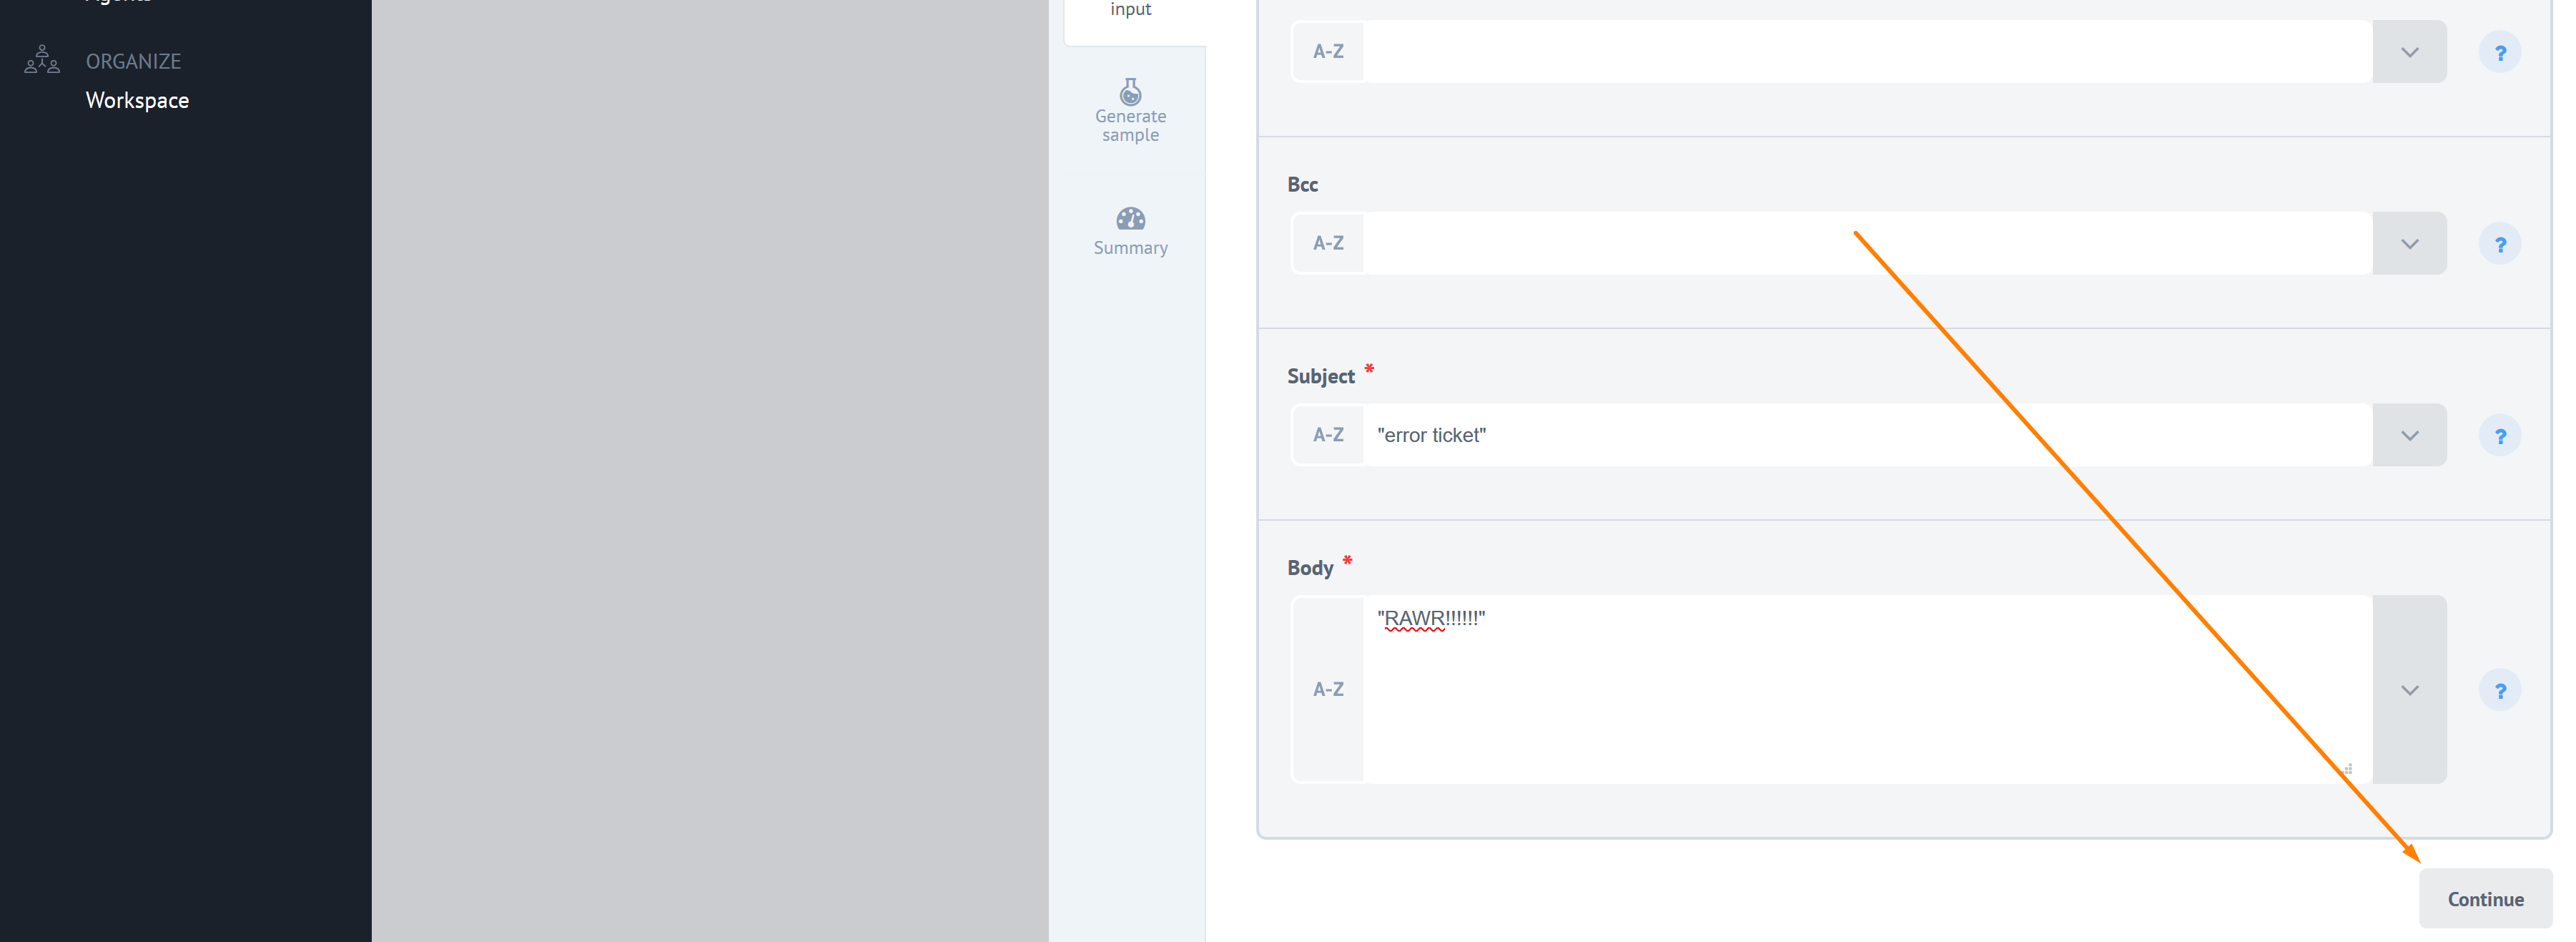 ORGANIZE
Workspace
input
Generate
sample
Summary
A-Z
?
Bcc
A-Z
?
Subject *
A-Z "error ticket"
?
Body *
A-Z
"RAWR!!!!!!"
?
Continue